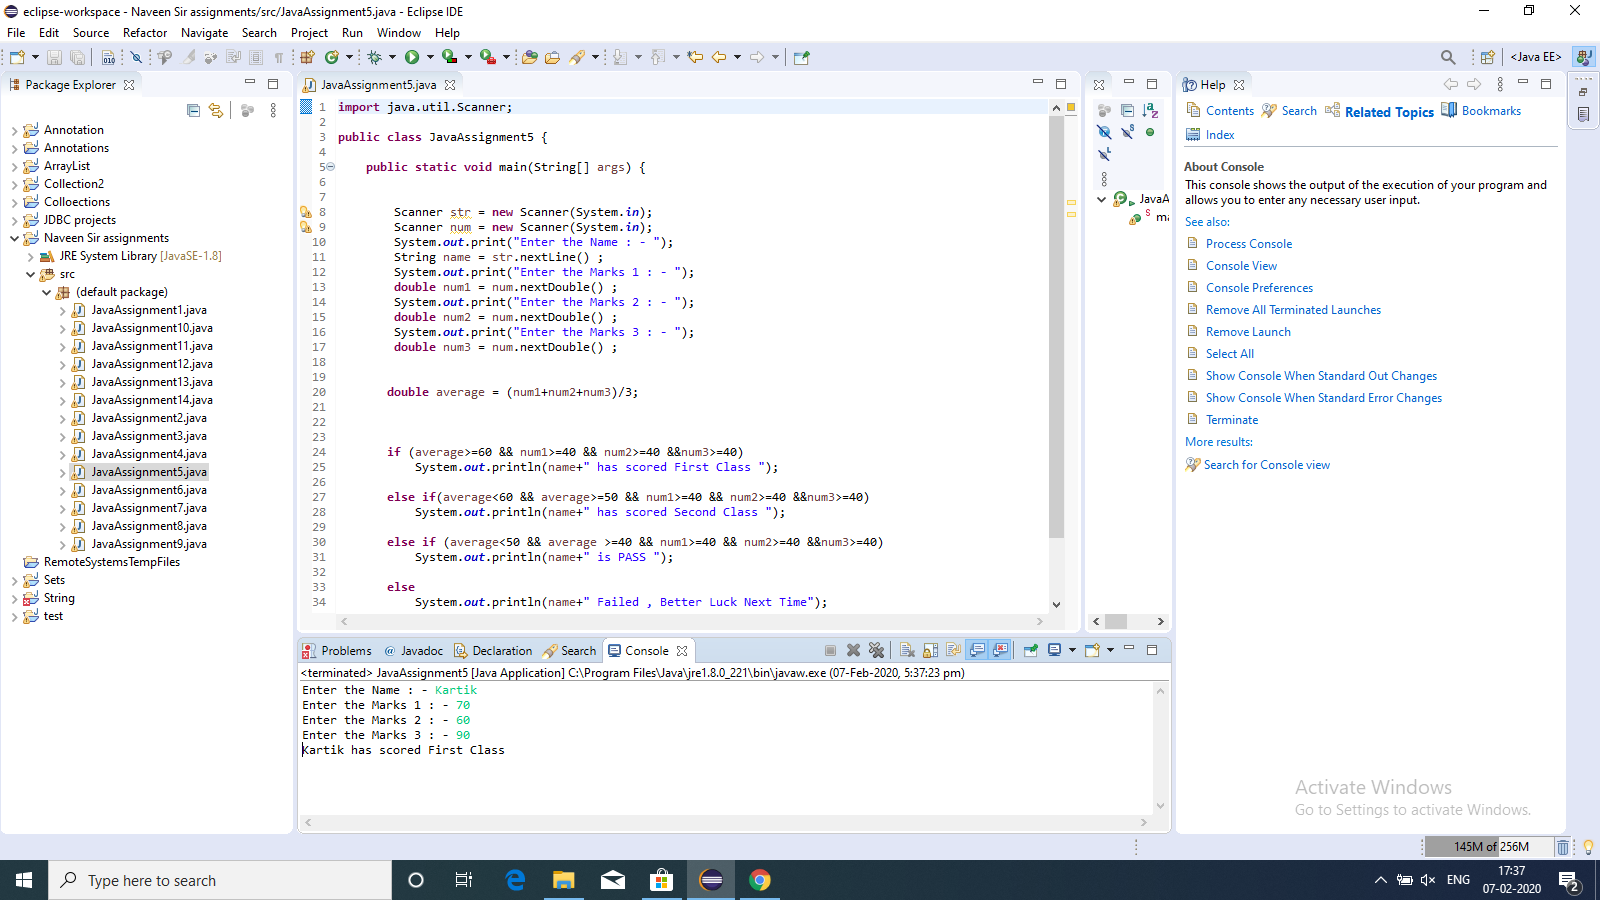 eclipse-workspace - Naveen Sir assignments/src/JavaAssignment5.java - Eclipse IDE
File Edit Source Refactor Navigate Search Project Run Window Help
<Java EE>
Package Explorer
Annotation
Annotations
ArrayList
Collection2
Colloections
JDBC projects
Naveen Sir assignments
JRE System Library [JavaSE-1.8]
src
(default package)
JavaAssignment1.java
JavaAssignment10.java
JavaAssignment11.java
JavaAssignment12.java
JavaAssignment13.java
JavaAssignment14.java
JavaAssignment2.java
JavaAssignment3.java
JavaAssignment4.java
JavaAssignment5.java
JavaAssignment6.java
JavaAssignment7.java
JavaAssignment8.java
JavaAssignment9.java
RemoteSystemsTempFiles
Sets
String
test
JavaAssignment5.java
1 import java.util.Scanner;
2
3 public class JavaAssignment5 {
4
5 public static void main(String[] args) {
6
7
8 Scanner str = new Scanner(System.in);
9 Scanner num = new Scanner(System.in);
10 System.out.print("Enter the Name : - ");
11 String name = str.nextLine() ;
12 System.out.print("Enter the Marks 1 : - ");
13 double num1 = num.nextDouble() ;
14 System.out.print("Enter the Marks 2 : - ");
15 double num2 = num.nextDouble() ;
16 System.out.print("Enter the Marks 3 : - ");
17 double num3 = num.nextDouble() ;
18
19
20 double average = (num1+num2+num3)/3;
21
22
23
24 if (average>=60 && num1>=40 && num2>=40 &&num3>=40)
25 System.out.println(name+" has scored First Class ");
26
27 else if(average<60 && average>=50 && num1>=40 && num2>=40 &&num3>=40)
28 System.out.println(name+" has scored Second Class ");
29
30 else if (average<50 && average >=40 && num1>=40 && num2>=40 &&num3>=40)
31 System.out.println(name+" is PASS ");
32
33 else
34 System.out.println(name+" Failed , Better Luck Next Time");
JavaA
ma
Help
Contents Search Related Topics Bookmarks
Index
About Console
This console shows the output of the execution of your program and
allows you to enter any necessary user input.
See also:
Process Console
Console View
Console Preferences
Remove All Terminated Launches
Remove Launch
Select All
Show Console When Standard Out Changes
Show Console When Standard Error Changes
Terminate
More results:
Search for Console view
Problems @ Javadoc Declaration Search Console
<terminated> JavaAssignment5 [Java Application] C:\Program Files\Java\jre1.8.0_221\bin\javaw.exe (07-Feb-2020, 5:37:23 pm)
Enter the Name : - Kartik
Enter the Marks 1 : - 70
Enter the Marks 2 : - 60
Enter the Marks 3 : - 90
Kartik has scored First Class
Activate Windows
Go to Settings to activate Windows.
145M of 256M
Type here to search
ENG
17:37
07-02-2020
2